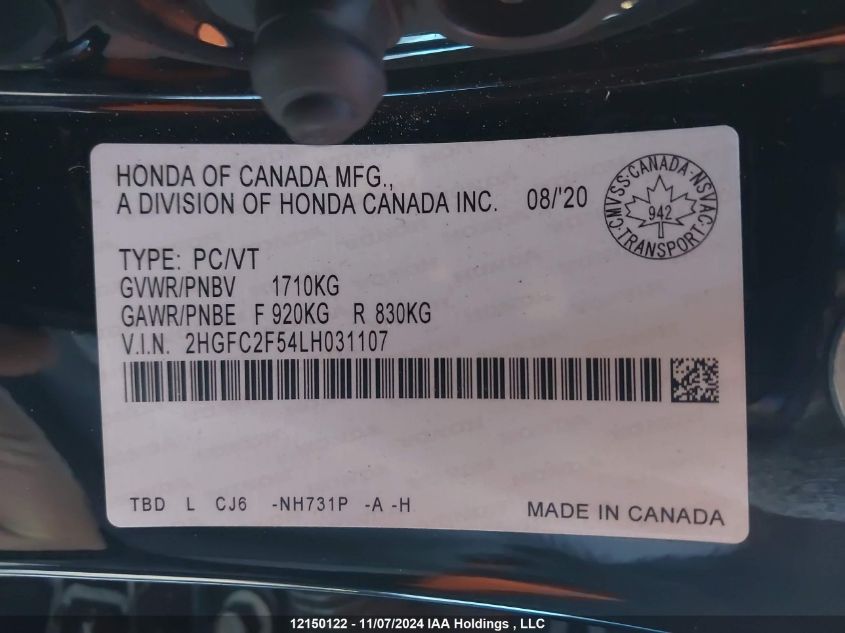 HONDA OF CANADA MFG.,
A DIVISION OF HONDA CANADA INC. 08/'20
CMVSS·CANADA·NSVAC·TRANSPORT·
942
TYPE: PC/VT
GVWR/PNBV 1710KG
GAWR/PNBE F 920KG R 830KG
V.I.N. 2HGFC2F54LH031107
TBD L CJ6 -NH731P -A -H
MADE IN CANADA
12150122 - 11/07/2024 IAA Holdings , LLC